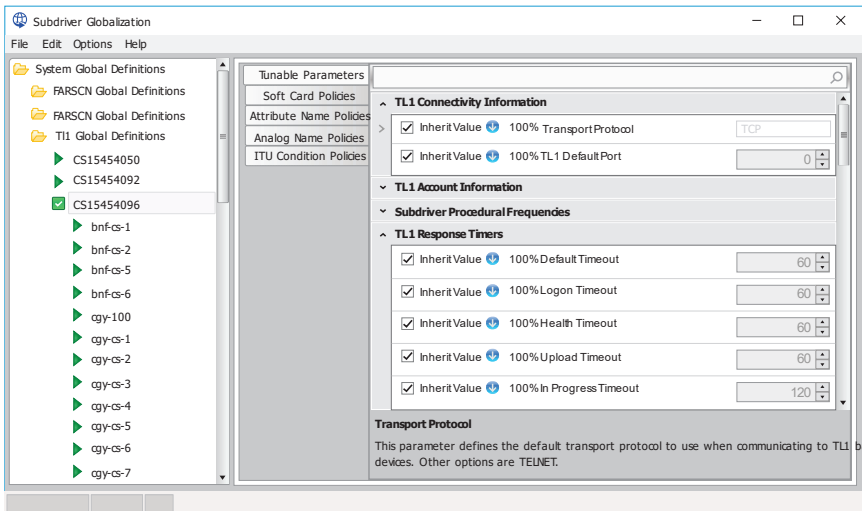 Subdriver Globalization
File Edit Options Help
System Global Definitions
FARSCN Global Definitions
FARSCN Global Definitions
Tl1 Global Definitions
CS15454050
CS15454092
CS15454096
bnf-cs-1
bnf-cs-2
bnf-cs-5
bnf-cs-6
cgy-100
cgy-cs-1
cgy-cs-2
cgy-cs-3
cgy-cs-4
cgy-cs-5
cgy-cs-6
cgy-cs-7
Tunable Parameters
Soft Card Policies
Attribute Name Policies
Analog Name Policies
ITU Condition Policies
TL1 Connectivity Information
Inherit Value 100% Transport Protocol TCP
Inherit Value 100% TL1 Default Port 0
TL1 Account Information
Subdriver Procedural Frequencies
TL1 Response Timers
Inherit Value 100% Default Timeout 60
Inherit Value 100% Logon Timeout 60
Inherit Value 100% Health Timeout 60
Inherit Value 100% Upload Timeout 60
Inherit Value 100% In Progress Timeout 120
Transport Protocol
This parameter defines the default transport protocol to use when communicating to TL1 b
devices. Other options are TELNET.